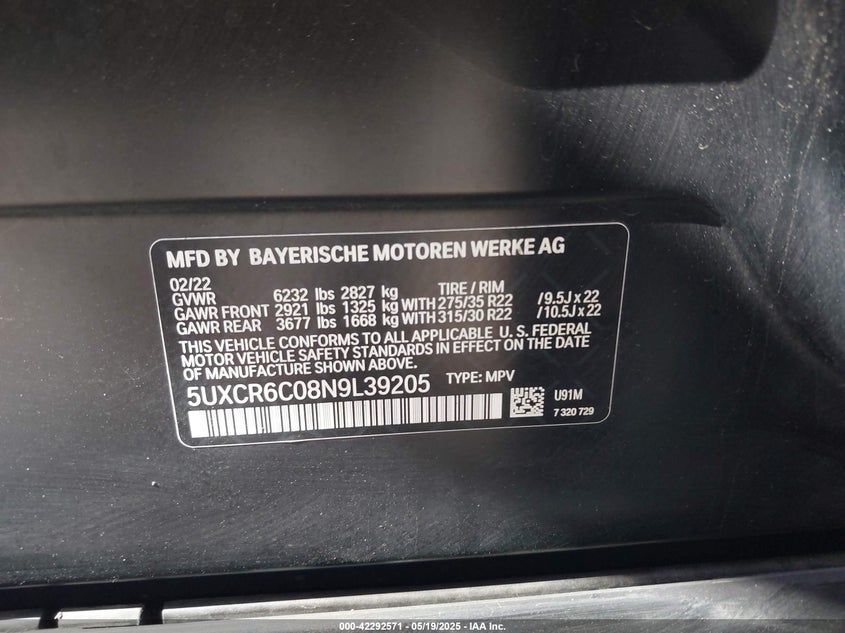 MFD BY BAYERISCHE MOTOREN WERKE AG
02/22 TIRE / RIM
GVWR 6232 lbs 2827 kg
GAWR FRONT 2921 lbs 1325 kg WITH 275/35 R22 /9.5J x 22
GAWR REAR 3677 lbs 1668 kg WITH 315/30 R22 /10.5J x 22
THIS VEHICLE CONFORMS TO ALL APPLICABLE U. S. FEDERAL
MOTOR VEHICLE SAFETY STANDARDS IN EFFECT ON THE DATE
OF MANUFACTURE SHOWN ABOVE.
5UXCR6C08N9L39205 TYPE: MPV
U91M
7 320 729
000-42292571 - 05/19/2025 - IAA Inc.